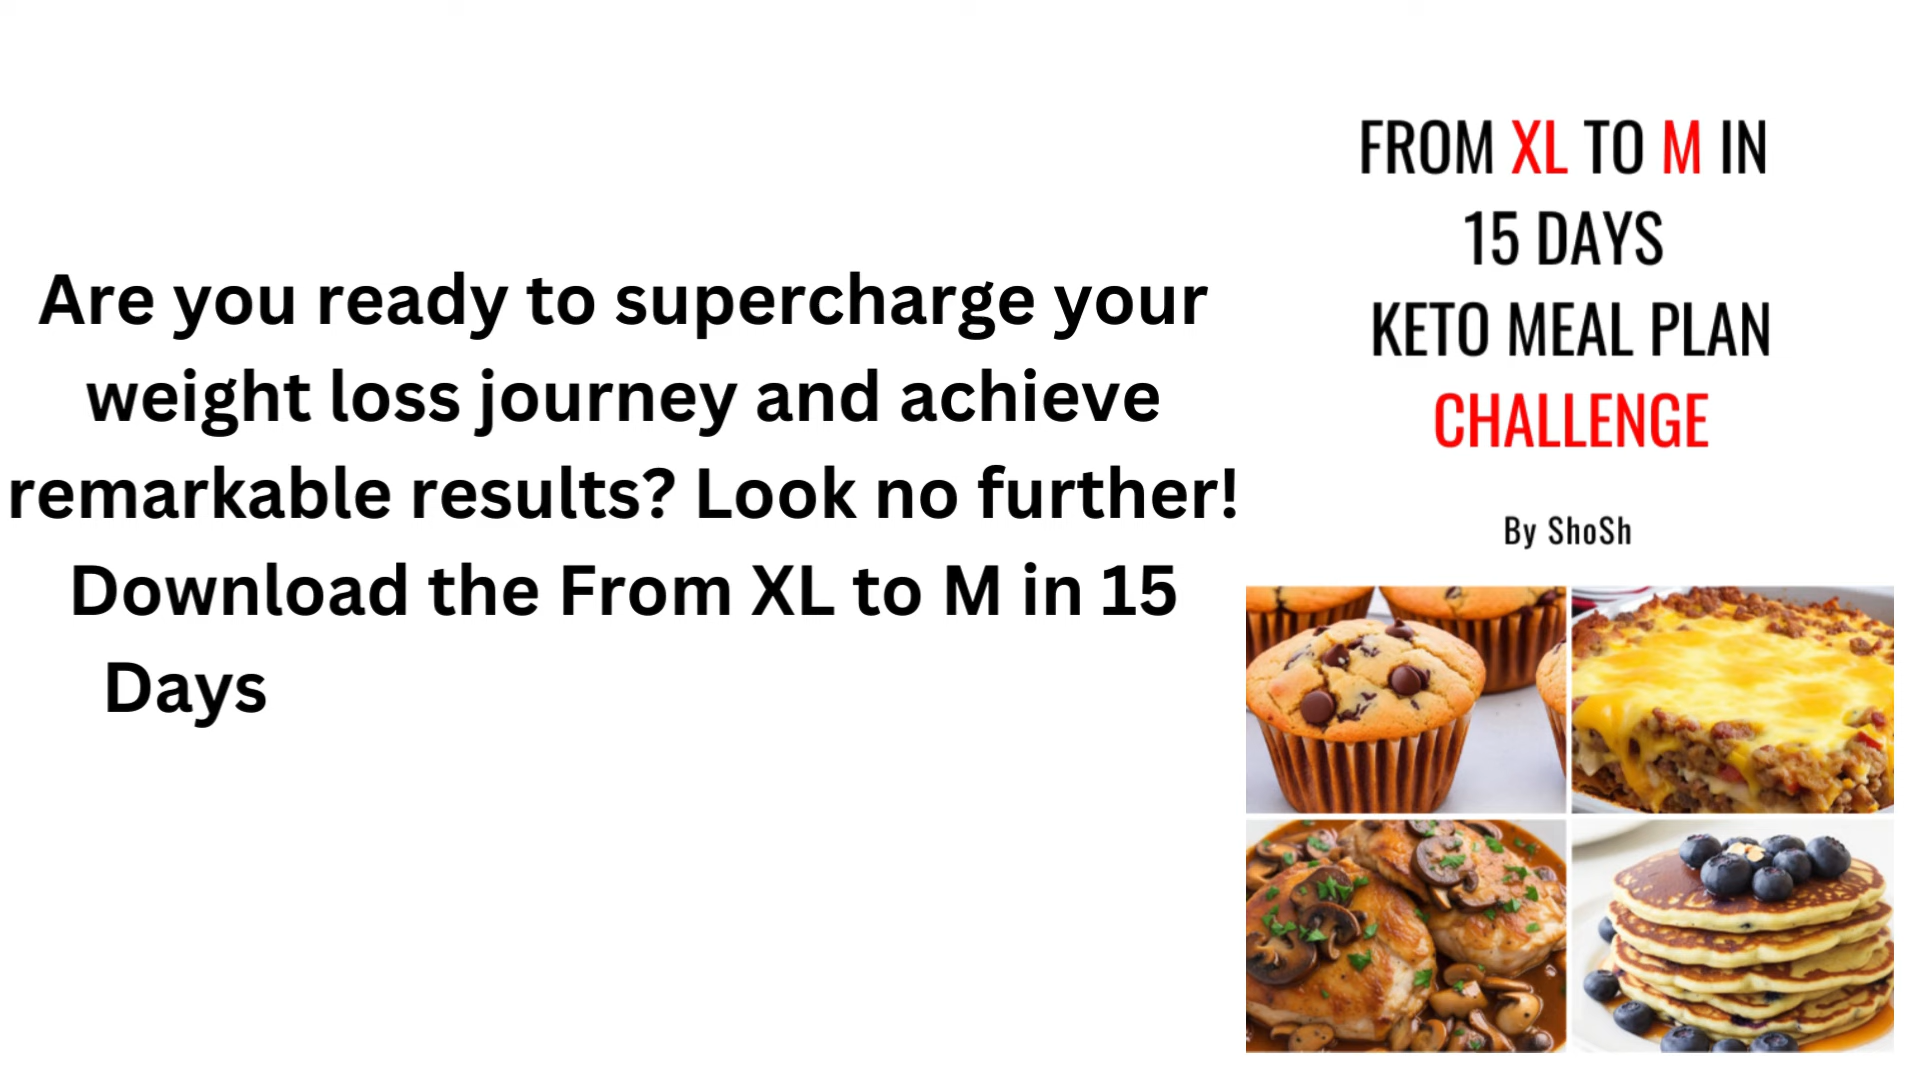 Are you ready to supercharge your
weight loss journey and achieve
remarkable results? Look no further!
Download the From XL to M in 15
Days
FROM XL TO M IN
15 DAYS
KETO MEAL PLAN
CHALLENGE
By ShoSh